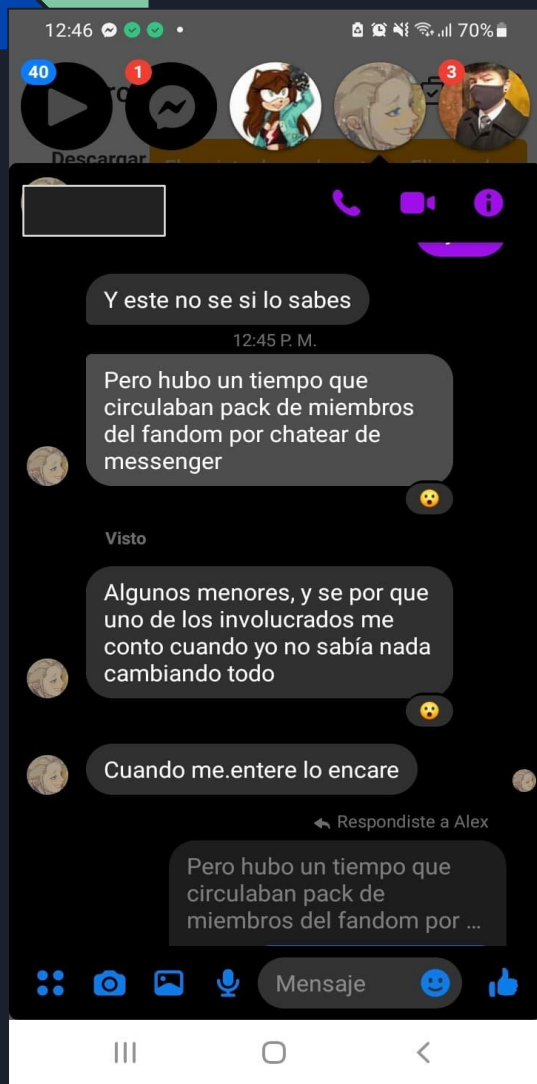 12:46
70%
40
1
3
Descargar
Y este no se si lo sabes
12:45 P. M.
Pero hubo un tiempo que
circulaban pack de miembros
del fandom por chatear de
messenger
Visto
Algunos menores, y se por que
uno de los involucrados me
conto cuando yo no sabía nada
cambiando todo
Cuando me.entere lo encare
Respondiste a Alex
Pero hubo un tiempo que
circulaban pack de
miembros del fandom por ...
Mensaje